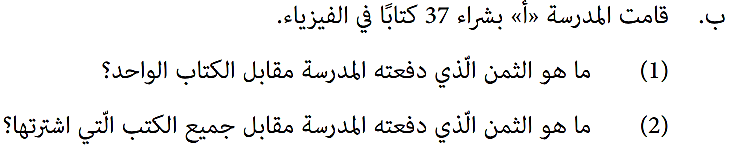 ب. قامت المدرسة «أ» بشراء 37 كتابًا في الفيزياء.
(1) ما هو الثمن الّذي دفعته المدرسة مقابل الكتاب الواحد؟
(2) ما هو الثمن الّذي دفعته المدرسة مقابل جميع الكتب الّتي اشترتها؟